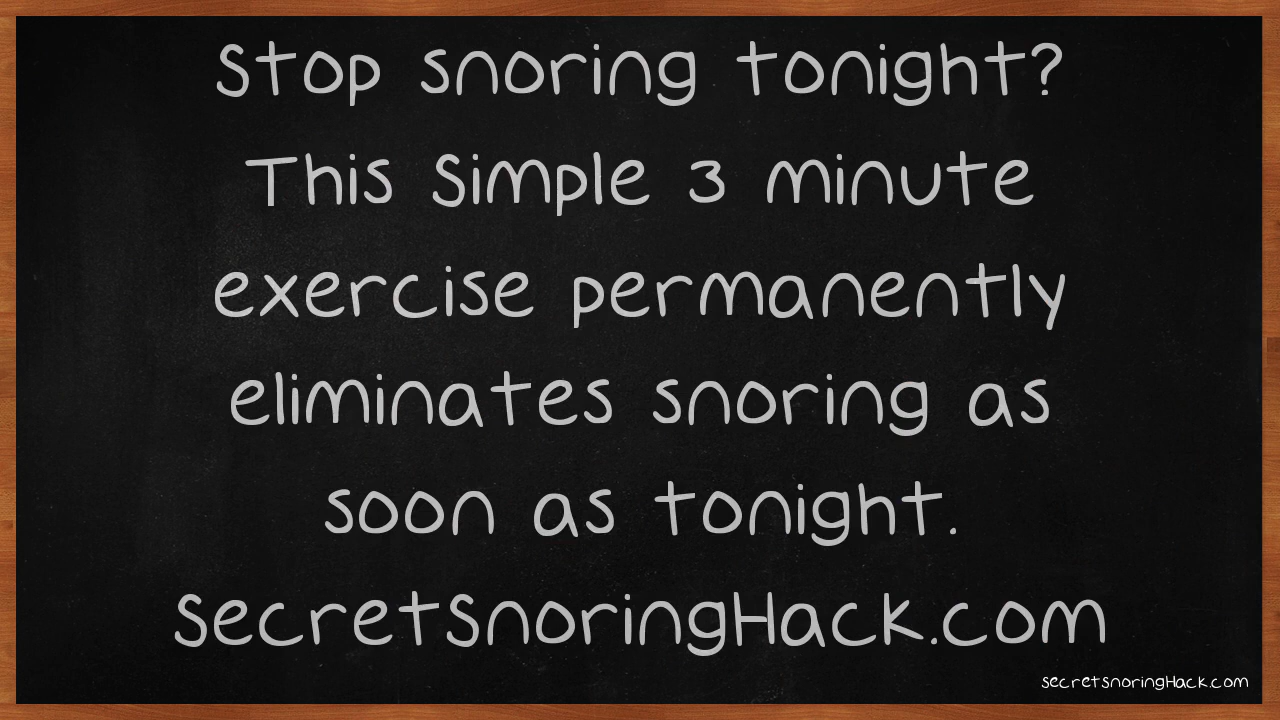 Stop snoring tonight?
This Simple 3 minute
exercise permanently
eliminates snoring as
soon as tonight.
SecretSnoringHack.com
secretsnoringHack.com